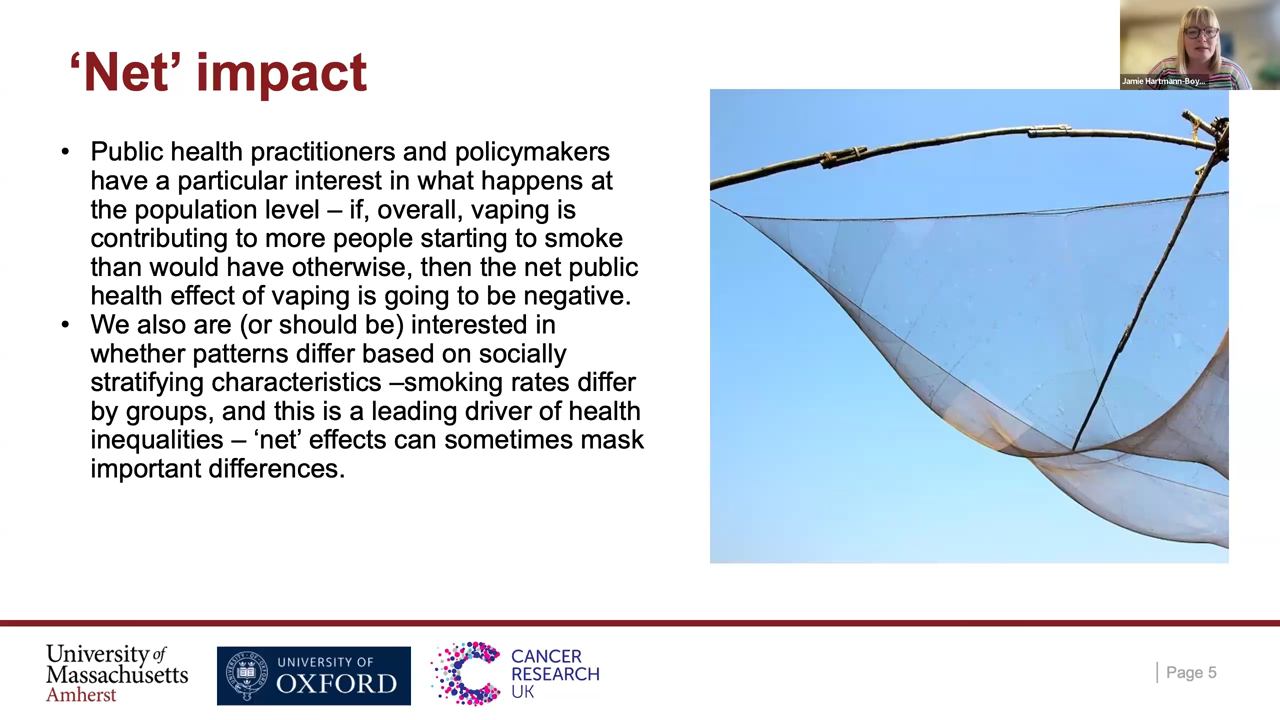 ‘Net’ impact
Jamie Hartmann-Boy...
• Public health practitioners and policymakers
have a particular interest in what happens at
the population level – if, overall, vaping is
contributing to more people starting to smoke
than would have otherwise, then the net public
health effect of vaping is going to be negative.
• We also are (or should be) interested in
whether patterns differ based on socially
stratifying characteristics –smoking rates differ
by groups, and this is a leading driver of health
inequalities – ‘net’ effects can sometimes mask
important differences.
University of
Massachusetts
Amherst
UNIVERSITY OF
OXFORD
CANCER
RESEARCH
UK
Page 5